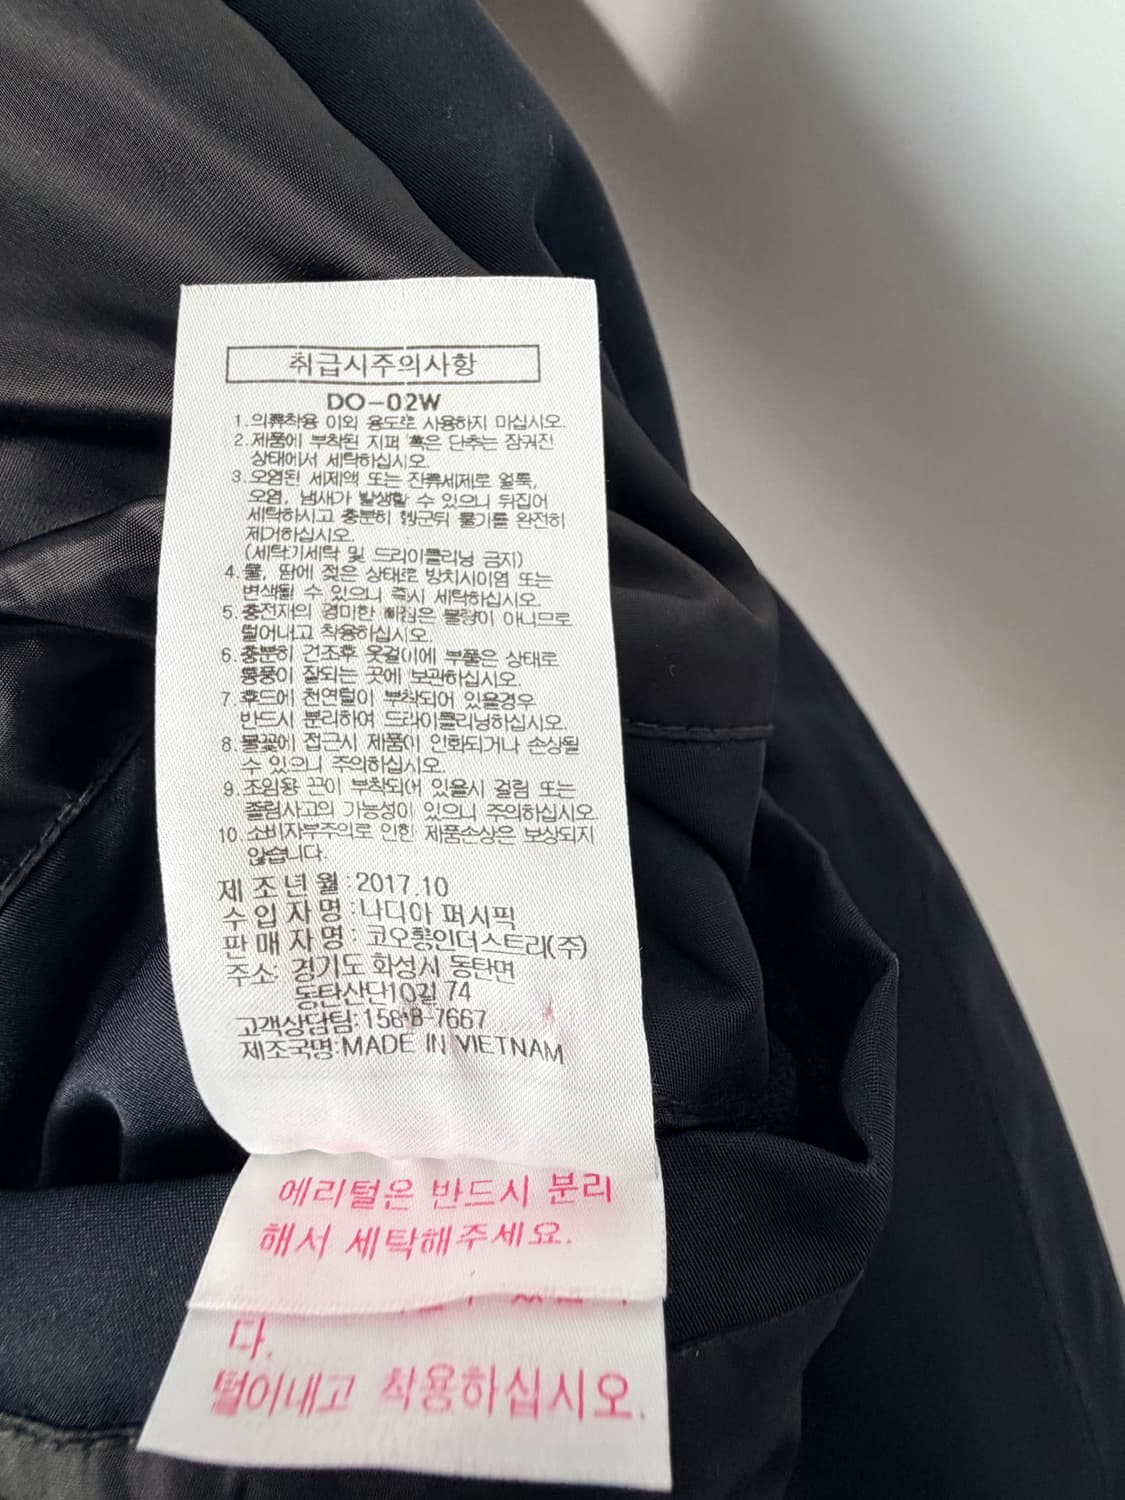 취급시주의사항
DO-02W
1.의류착용 이외 용도로 사용하지 마십시오.
2.제품에 부착된 지퍼 혹은 단추는 잠궈진
상태에서 세탁하십시오.
3.오염된 세제액 또는 잔류세제로 얼룩,
오염, 냄새가 발생할 수 있으니 뒤집어
세탁하시고 충분히 헹군뒤 물기를 완전히
제거하십시오.
(세탁기세탁 및 드라이클리닝 금지)
4.물, 땀에 젖은 상태로 방치시이염 또는
변색될 수 있으니 즉시 세탁하십시오.
5.충전재의 경미한 빠짐은 불량이 아니므로
털어내고 착용하십시오.
6.충분히 건조후 옷걸이에 부풀은 상태로
통풍이 잘되는 곳에 보관하십시오.
7.후드에 천연털이 부착되어 있을경우
반드시 분리하여 드라이클리닝하십시오.
8.불꽃에 접근시 제품이 인화되거나 손상될
수 있으니 주의하십시오.
9.조임용 끈이 부착되어 있을시 걸림 또는
졸림사고의 가능성이 있으니 주의하십시오.
10.소비자부주의로 인한 제품손상은 보상되지
않습니다.
제조년월:2017.10
수입자명:나디아 퍼시픽
판매자명:코오롱인더스트리(주)
주소: 경기도 화성시 동탄면
동탄산단10길 74
고객상담팀:1588-7667
제조국명:MADE IN VIETNAM
에리털은 반드시 분리
해서 세탁해주세요.
다.
털어내고 착용하십시오.